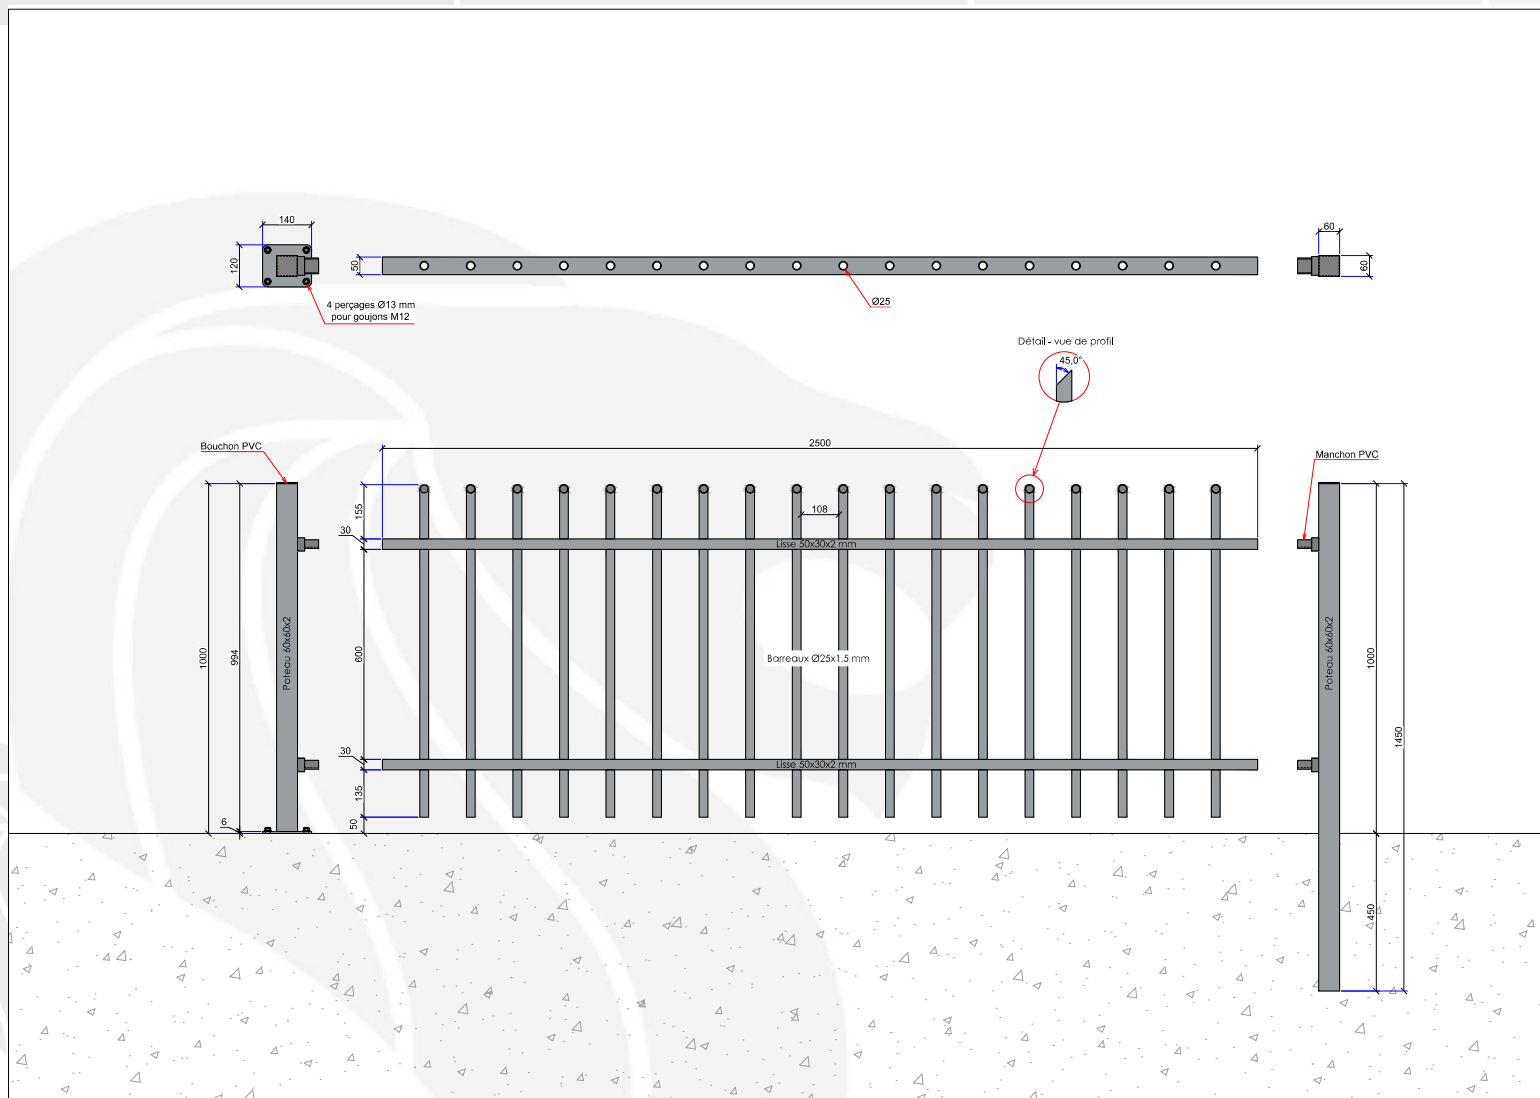 140
120
50
60
60
4 perçages Ø13 mm
pour goujons M12
Ø25
Détail - vue de profil
45,0°
2500
Bouchon PVC
Manchon PVC
155
108
30
Lisse 50x30x2 mm
1000
994
Poteau 60x60x2
600
Barreaux Ø25x1.5 mm
Poteau 60x60x2
1000
1450
30
Lisse 50x30x2 mm
135
6
50
450